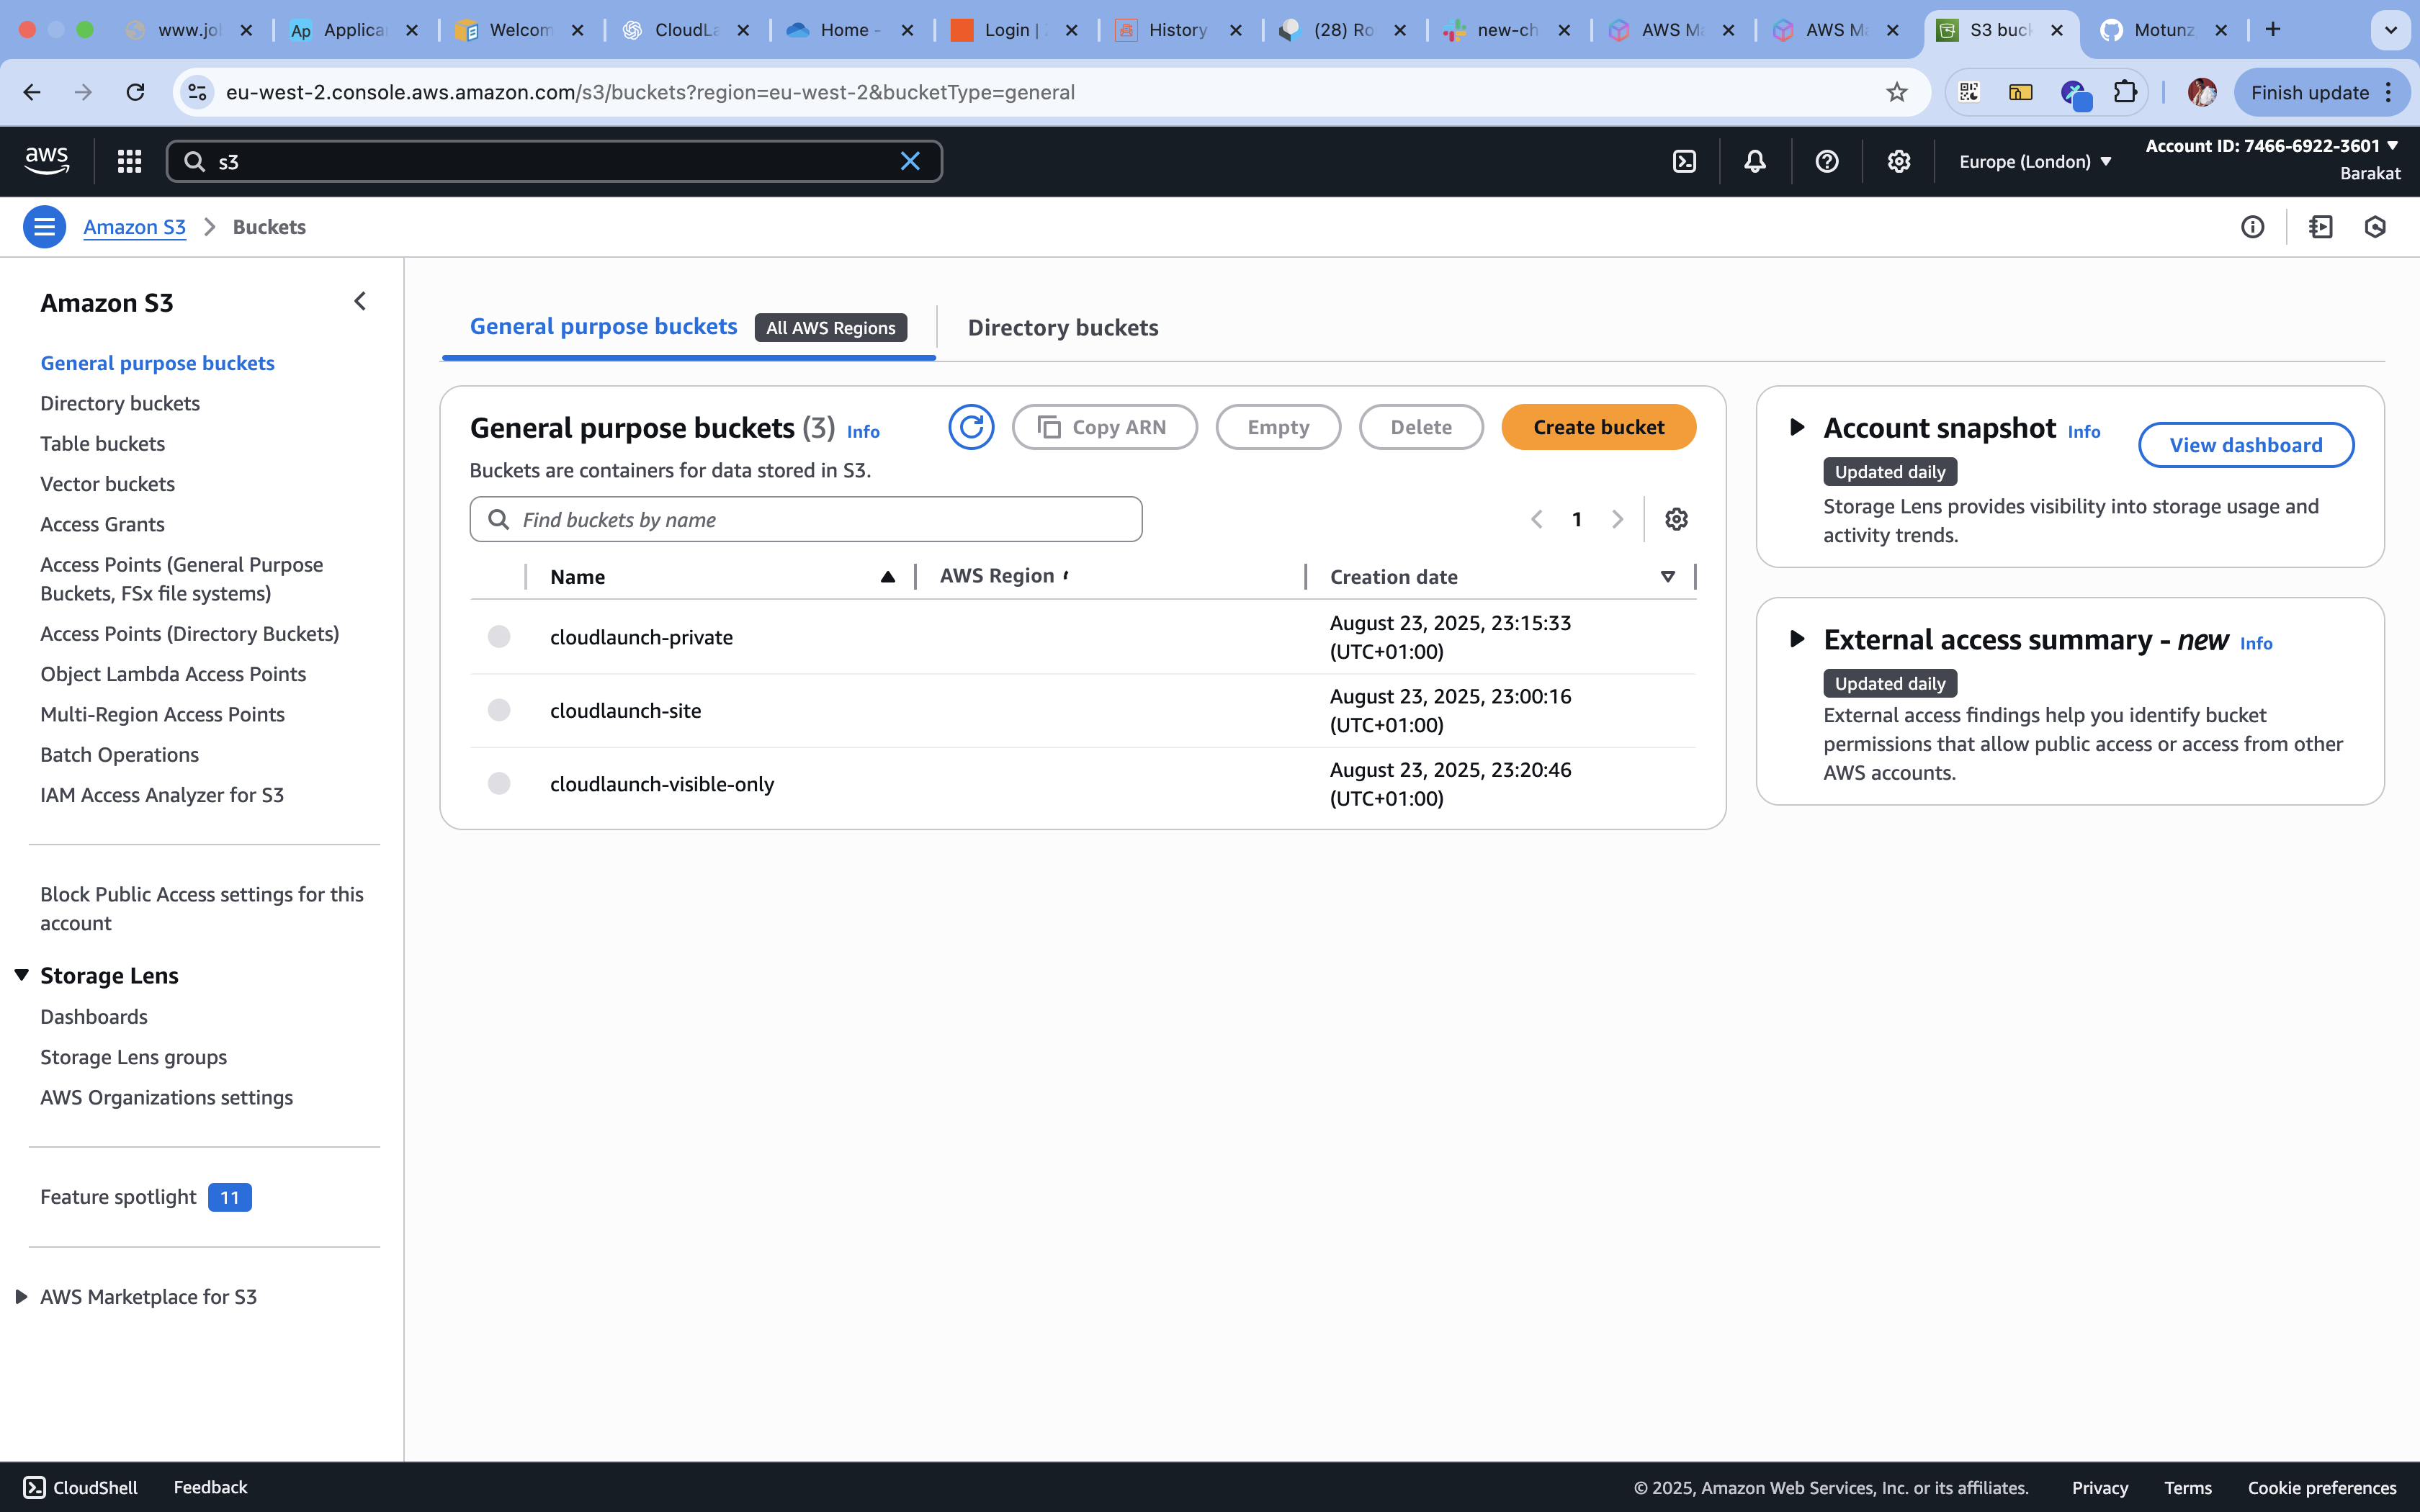 www.jol
Applica
Welcom
CloudLa
Home -
Login |
History
(28) Ro
new-ch
AWS Ma
AWS Ma
S3 buck
Motunz
eu-west-2.console.aws.amazon.com/s3/buckets?region=eu-west-2&bucketType=general
Finish update
aws
s3
Europe (London)
Account ID: 7466-6922-3601
Barakat
Amazon S3
Buckets
Amazon S3
General purpose buckets
Directory buckets
Table buckets
Vector buckets
Access Grants
Access Points (General Purpose
Buckets, FSx file systems)
Access Points (Directory Buckets)
Object Lambda Access Points
Multi-Region Access Points
Batch Operations
IAM Access Analyzer for S3
Block Public Access settings for this
account
Storage Lens
Dashboards
Storage Lens groups
AWS Organizations settings
Feature spotlight 11
AWS Marketplace for S3
General purpose buckets All AWS Regions
Directory buckets
General purpose buckets (3) Info
Copy ARN
Empty
Delete
Create bucket
Buckets are containers for data stored in S3.
Find buckets by name
1
Name
AWS Region
Creation date
cloudlaunch-private
August 23, 2025, 23:15:33
(UTC+01:00)
cloudlaunch-site
August 23, 2025, 23:00:16
(UTC+01:00)
cloudlaunch-visible-only
August 23, 2025, 23:20:46
(UTC+01:00)
Account snapshot Info
View dashboard
Updated daily
Storage Lens provides visibility into storage usage and
activity trends.
External access summary - new Info
Updated daily
External access findings help you identify bucket
permissions that allow public access or access from other
AWS accounts.
CloudShell
Feedback
© 2025, Amazon Web Services, Inc. or its affiliates.
Privacy
Terms
Cookie preferences